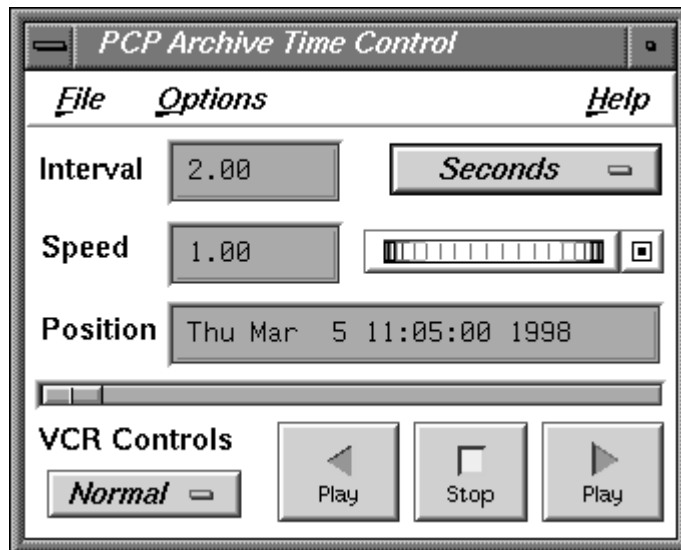 PCP Archive Time Control
File Options Help
Interval 2.00 Seconds
Speed 1.00
Position Thu Mar  5 11:05:00 1998
VCR Controls
Normal Play Stop Play